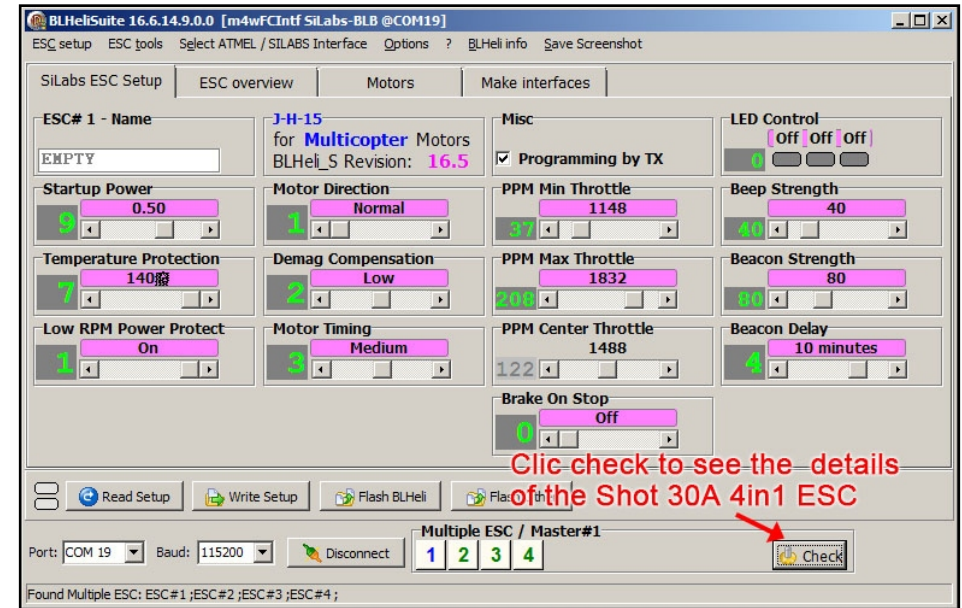 BLHeliSuite 16.6.14.9.0.0 [m4wFCIntf SiLabs-BLB @COM19]
ESC setup ESC tools Select ATMEL / SILABS Interface Options ? BLHeli info Save Screenshot
SiLabs ESC Setup ESC overview Motors Make interfaces
ESC# 1 - Name
EMPTY
J-H-15
for Multicopter Motors
BLHeli_S Revision: 16.5
Misc
Programming by TX
LED Control
Off Off Off
0
Startup Power
0.50
9
Motor Direction
Normal
1
PPM Min Throttle
1148
37
Beep Strength
40
40
Temperature Protection
140癈
7
Demag Compensation
Low
2
PPM Max Throttle
1832
208
Beacon Strength
80
80
Low RPM Power Protect
On
1
Motor Timing
Medium
3
PPM Center Throttle
1488
122
Beacon Delay
10 minutes
4
Brake On Stop
Off
0
Clic check to see the details
of the Shot 30A 4in1 ESC
Read Setup Write Setup Flash BLHeli
Port: COM 19 Baud: 115200 Disconnect
Multiple ESC / Master#1
1 2 3 4
Check
Found Multiple ESC: ESC#1 ;ESC#2 ;ESC#3 ;ESC#4 ;